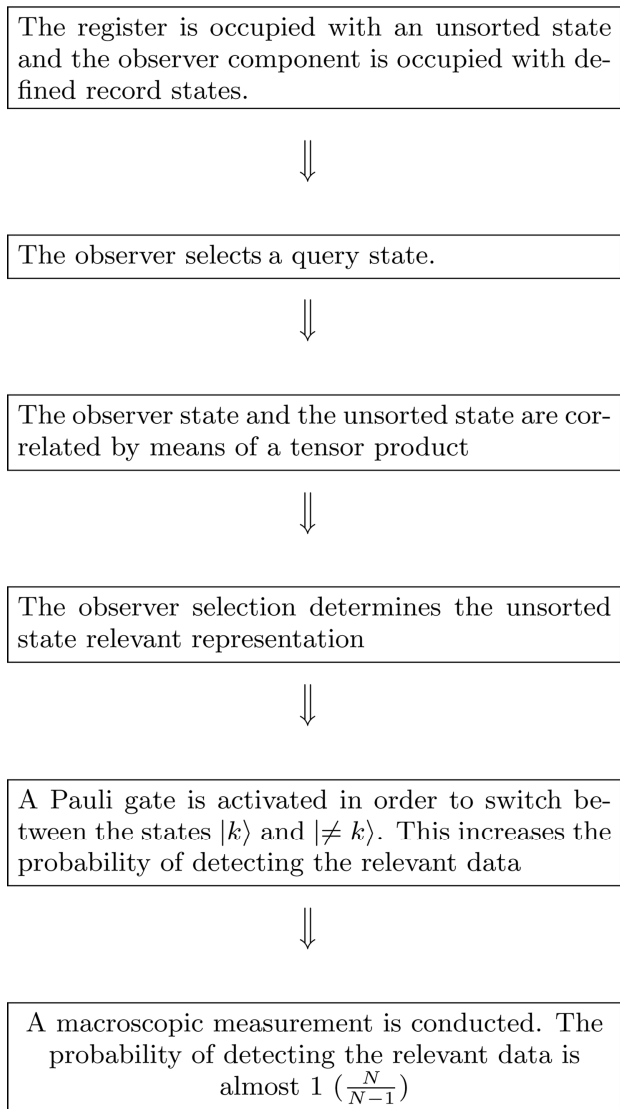 The register is occupied with an unsorted state
and the observer component is occupied with de-
fined record states.
⇓
The observer selects a query state.
⇓
The observer state and the unsorted state are cor-
related by means of a tensor product
⇓
The observer selection determines the unsorted
state relevant representation
⇓
A Pauli gate is activated in order to switch be-
tween the states |k⟩ and |≠ k⟩. This increases the
probability of detecting the relevant data
⇓
A macroscopic measurement is conducted. The
probability of detecting the relevant data is
almost 1 (N/N−1)